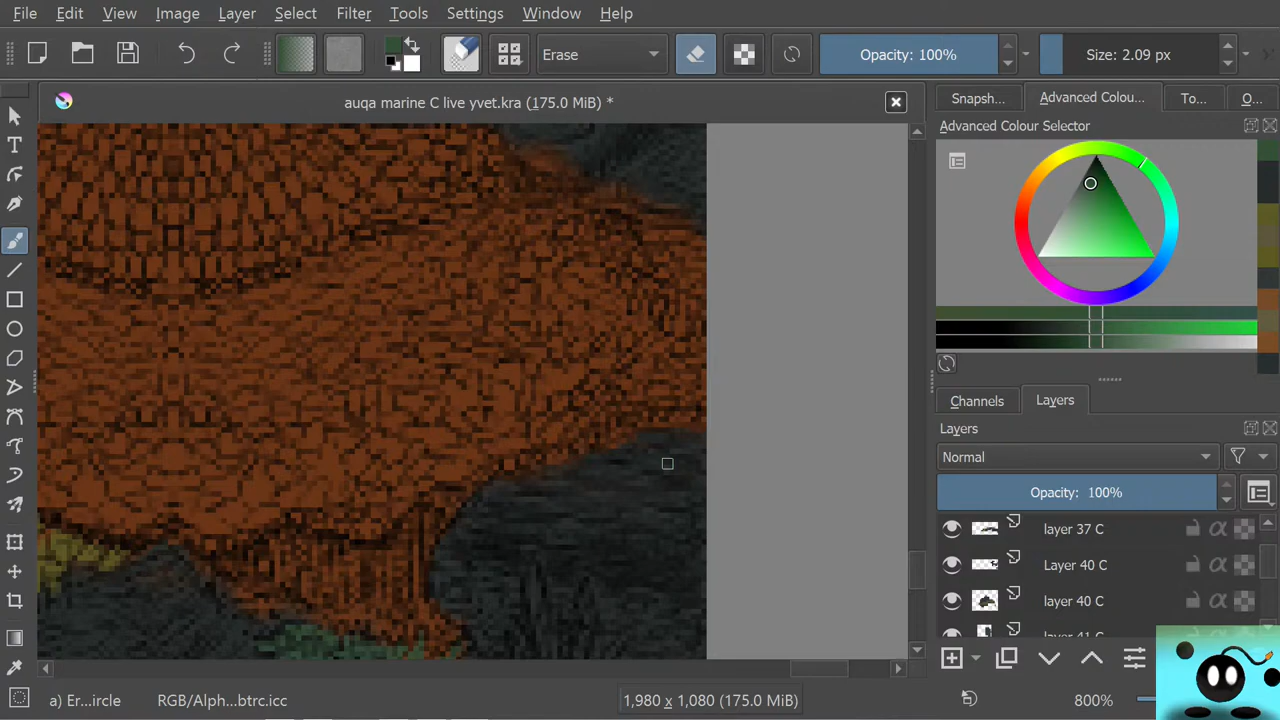 File Edit View Image Layer Select Filter Tools Settings Window Help
Erase Opacity: 100% Size: 2.09 px
auqa marine C live yvet.kra (175.0 MiB) *
Snapsh... Advanced Colou... To... O...
Advanced Colour Selector
Channels Layers
Layers
Normal
Opacity: 100%
layer 37 C
Layer 40 C
layer 40 C
layer 41 C
a) Er...ircle RGB/Alph...btrc.icc 1,980 x 1,080 (175.0 MiB) 800%